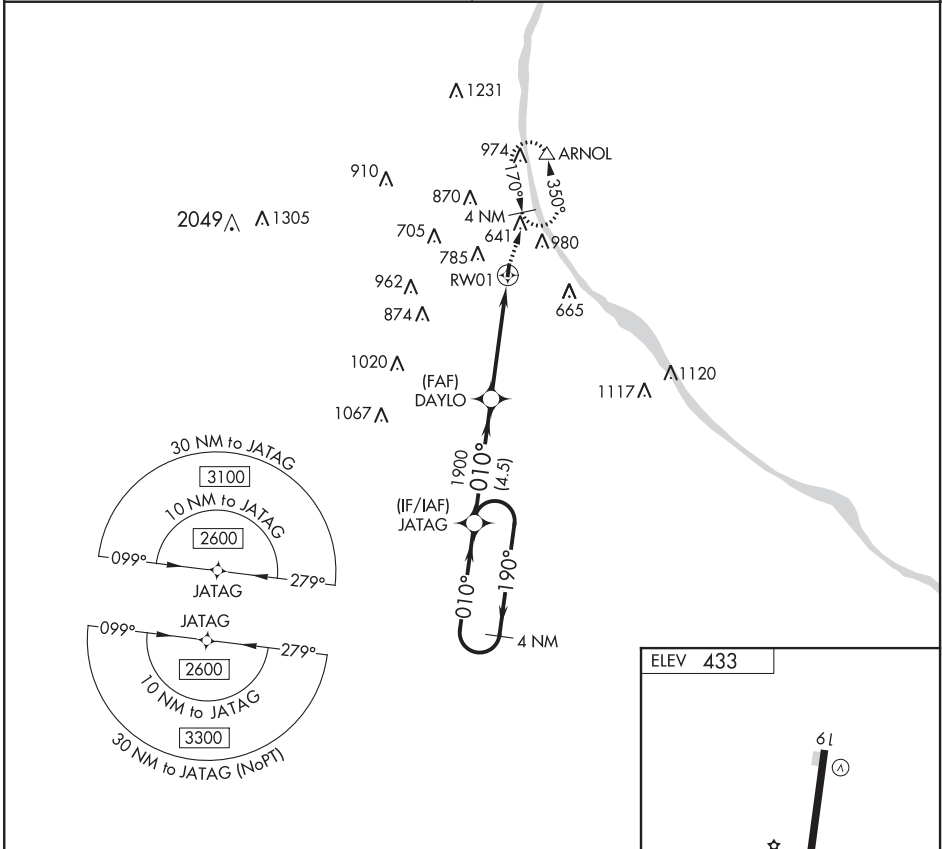 1231
974
ARNOL
910
170°
350°
870
4 NM
2049
1305
705
641
980
785
RW01
962
665
874
1020
(FAF)
DAYLO
1120
1117
1067
30 NM to JATAG
3100
10 NM to JATAG
2600
099°
279°
JATAG
1900
010°
(4.5)
(IF/IAF)
JATAG
010°
190°
4 NM
JATAG
099°
279°
2600
10 NM to JATAG
3300
30 NM to JATAG (NoPT)
ELEV 433
19
V